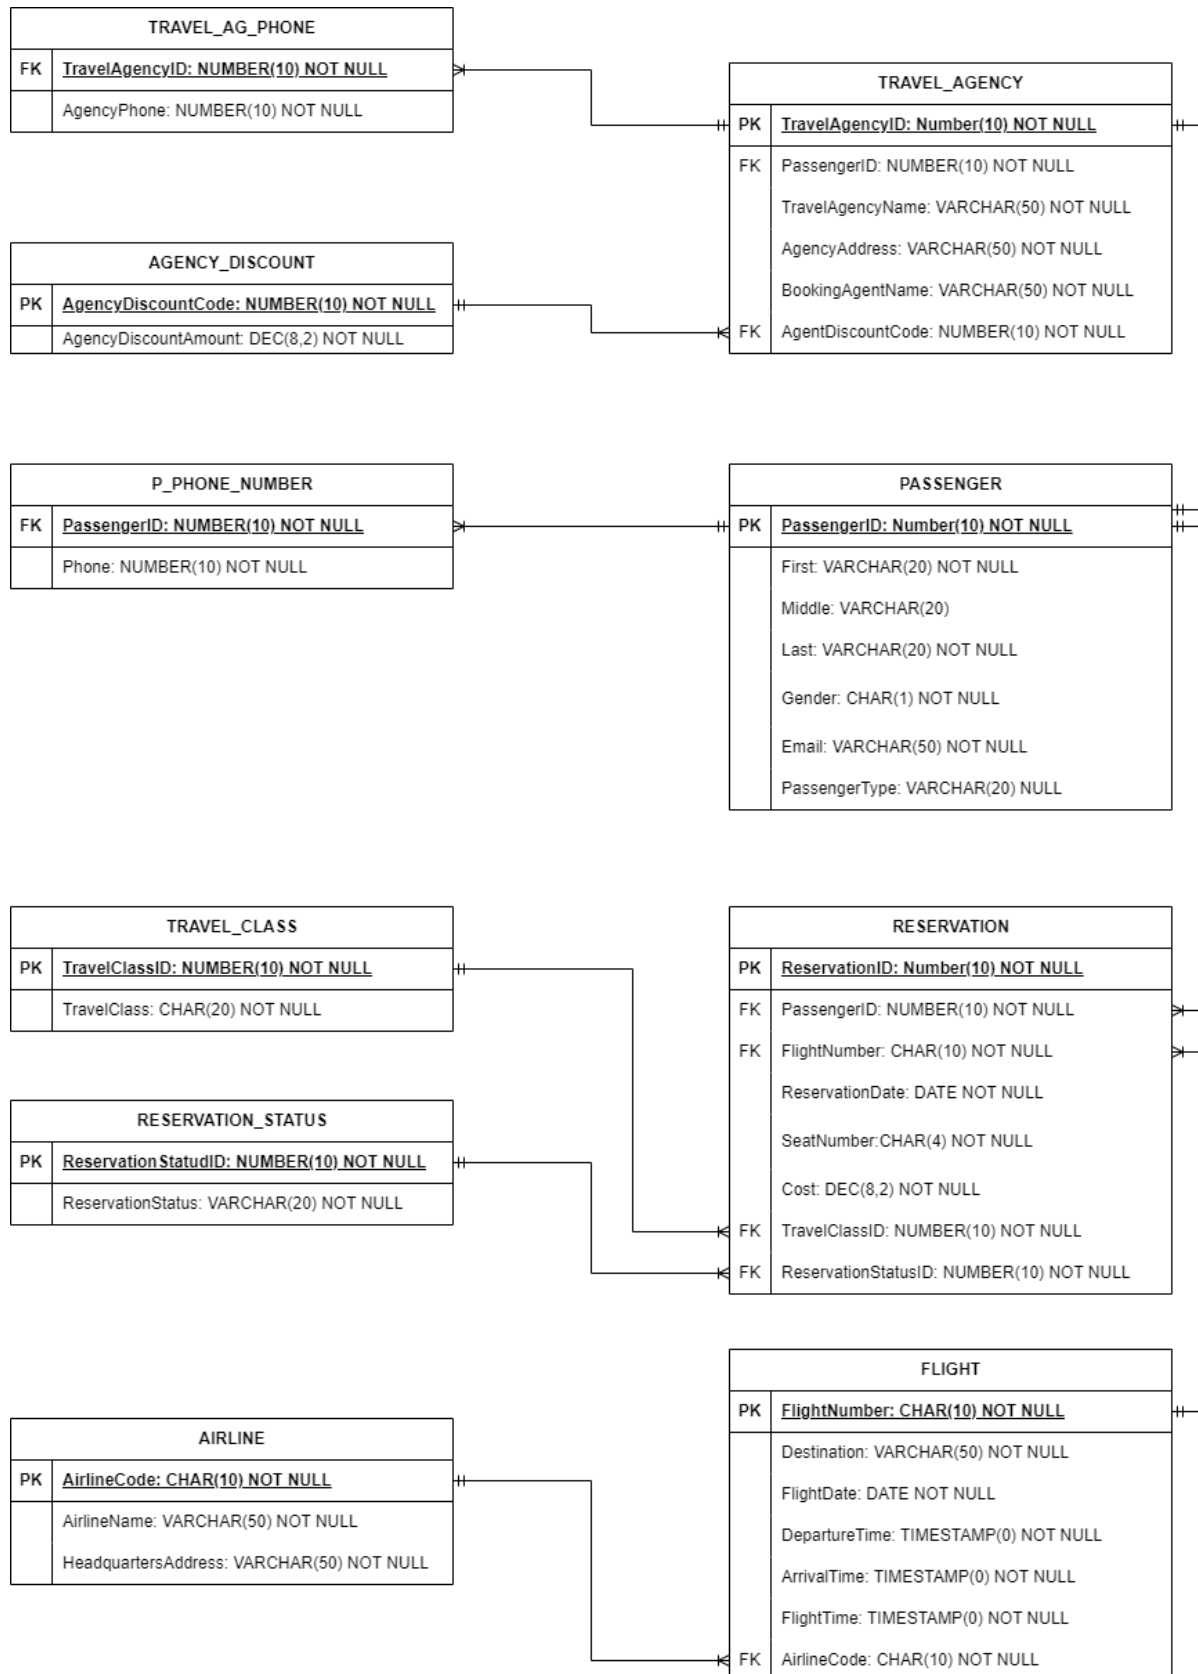 TRAVEL_AG_PHONE
FK TravelAgencyID: NUMBER(10) NOT NULL
AgencyPhone: NUMBER(10) NOT NULL
TRAVEL_AGENCY
PK TravelAgencyID: Number(10) NOT NULL
FK PassengerID: NUMBER(10) NOT NULL
TravelAgencyName: VARCHAR(50) NOT NULL
AgencyAddress: VARCHAR(50) NOT NULL
BookingAgentName: VARCHAR(50) NOT NULL
FK AgentDiscountCode: NUMBER(10) NOT NULL
AGENCY_DISCOUNT
PK AgencyDiscountCode: NUMBER(10) NOT NULL
AgencyDiscountAmount: DEC(8,2) NOT NULL
P_PHONE_NUMBER
FK PassengerID: NUMBER(10) NOT NULL
Phone: NUMBER(10) NOT NULL
PASSENGER
PK PassengerID: Number(10) NOT NULL
First: VARCHAR(20) NOT NULL
Middle: VARCHAR(20)
Last: VARCHAR(20) NOT NULL
Gender: CHAR(1) NOT NULL
Email: VARCHAR(50) NOT NULL
PassengerType: VARCHAR(20) NULL
TRAVEL_CLASS
PK TravelClassID: NUMBER(10) NOT NULL
TravelClass: CHAR(20) NOT NULL
RESERVATION_STATUS
PK ReservationStatudID: NUMBER(10) NOT NULL
ReservationStatus: VARCHAR(20) NOT NULL
RESERVATION
PK ReservationID: Number(10) NOT NULL
FK PassengerID: NUMBER(10) NOT NULL
FK FlightNumber: CHAR(10) NOT NULL
ReservationDate: DATE NOT NULL
SeatNumber:CHAR(4) NOT NULL
Cost: DEC(8,2) NOT NULL
FK TravelClassID: NUMBER(10) NOT NULL
FK ReservationStatusID: NUMBER(10) NOT NULL
AIRLINE
PK AirlineCode: CHAR(10) NOT NULL
AirlineName: VARCHAR(50) NOT NULL
HeadquartersAddress: VARCHAR(50) NOT NULL
FLIGHT
PK FlightNumber: CHAR(10) NOT NULL
Destination: VARCHAR(50) NOT NULL
FlightDate: DATE NOT NULL
DepartureTime: TIMESTAMP(0) NOT NULL
ArrivalTime: TIMESTAMP(0) NOT NULL
FlightTime: TIMESTAMP(0) NOT NULL
FK AirlineCode: CHAR(10) NOT NULL